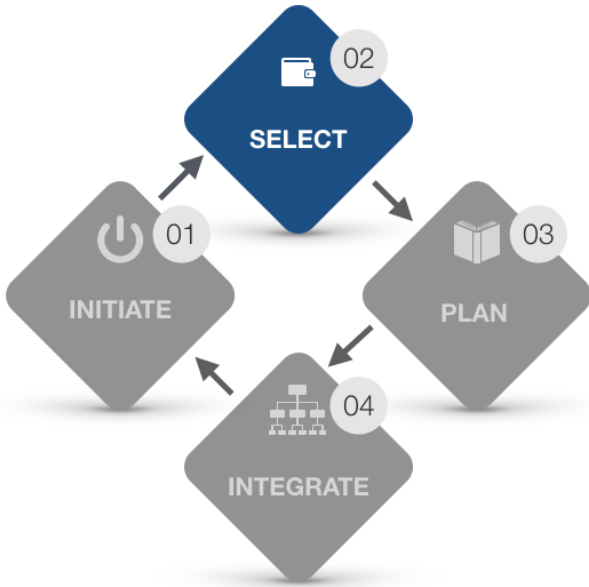 02
SELECT
01
INITIATE
03
PLAN
04
INTEGRATE